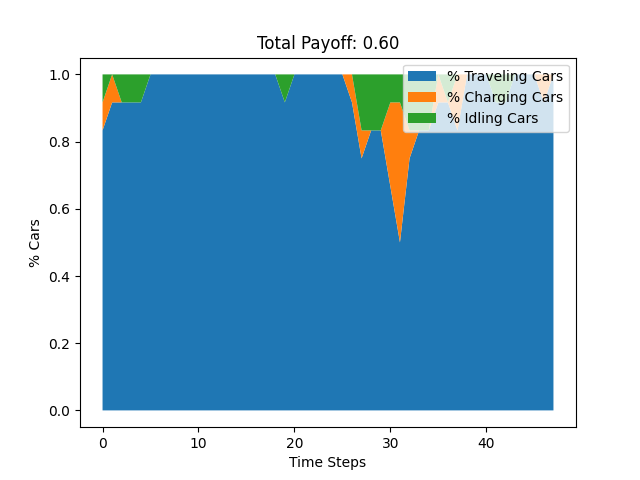 Total Payoff: 0.60
% Traveling Cars
% Charging Cars
% Idling Cars
% Cars
1.0
0.8
0.6
0.4
0.2
0.0
0 10 20 30 40
Time Steps